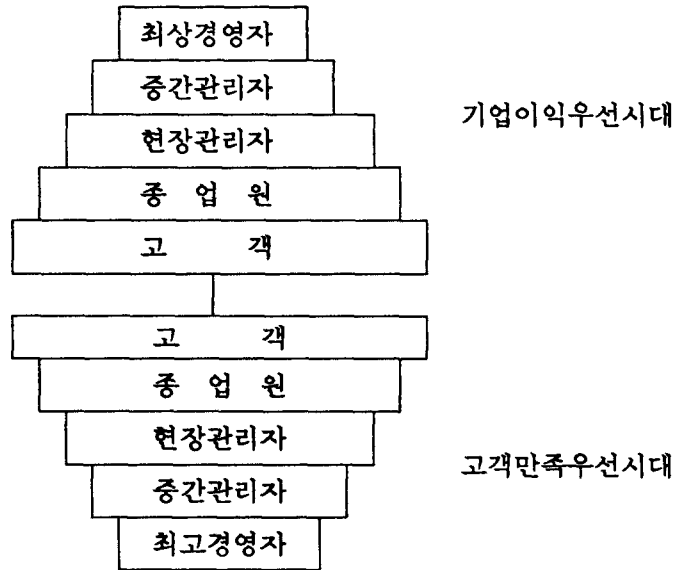 최상경영자
중간관리자
기업이익우선시대
현장관리자
종 업 원
고 객
고 객
종 업 원
현장관리자
고객만족우선시대
중간관리자
최고경영자